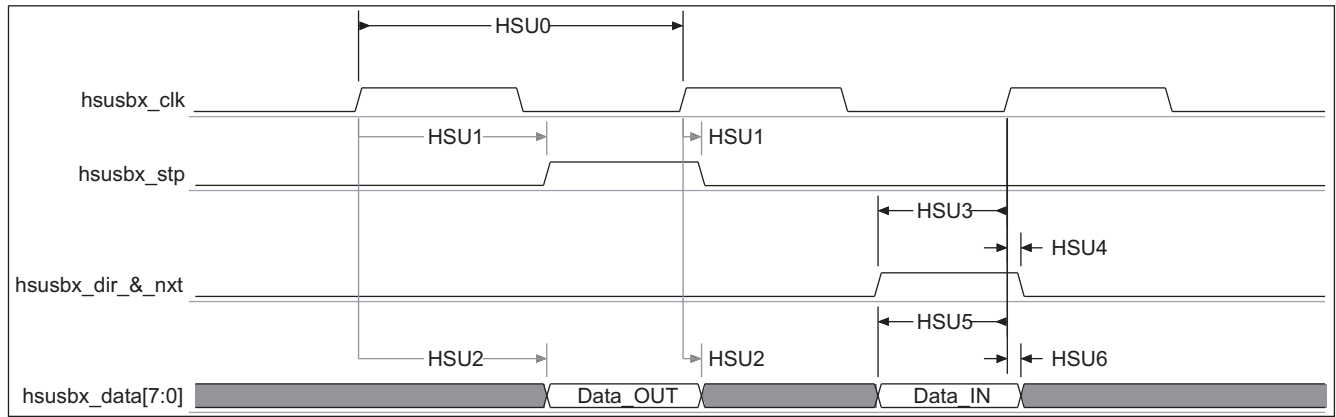 HSU0
hsusbx_clk
HSU1 HSU1
hsusbx_stp
HSU3
HSU4
hsusbx_dir_&_nxt
HSU5
HSU2 HSU2 HSU6
hsusbx_data[7:0] Data_OUT Data_IN